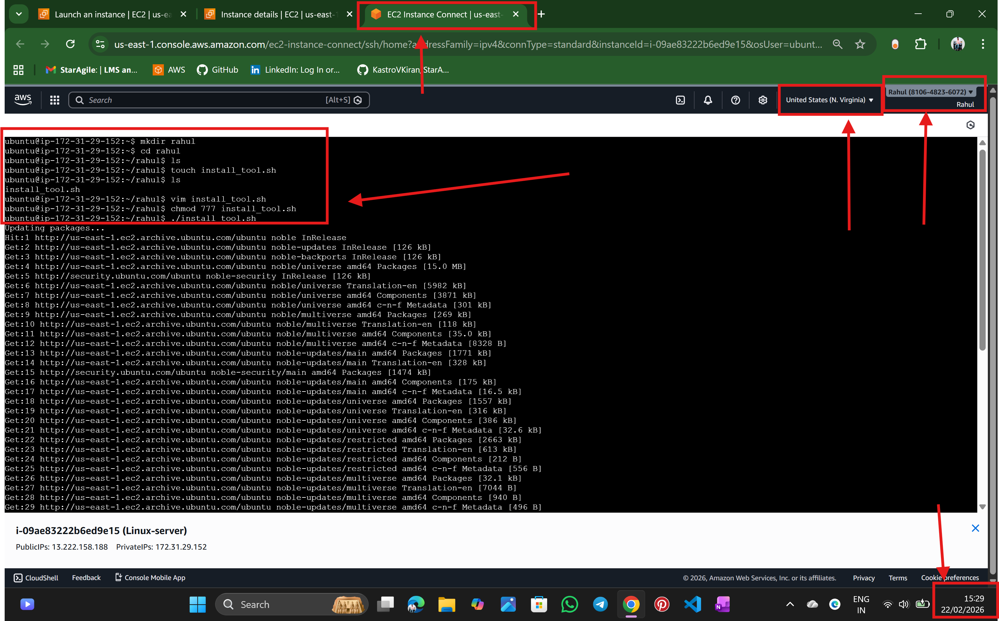 Launch an instance | EC2 | us-ea
Instance details | EC2 | us-east-1
EC2 Instance Connect | us-east-
us-east-1.console.aws.amazon.com/ec2-instance-connect/ssh/home?addressFamily=ipv4&connType=standard&instanceId=i-09ae83222b6ed9e15&osUser=ubunt...
StarAgile: | LMS an...
AWS
GitHub
LinkedIn: Log In or...
KastroVKiran/StarA...
aws
Search
[Alt+S]
United States (N. Virginia)
Rahul (8106-4823-6072)
Rahul
ubuntu@ip-172-31-29-152:~$ mkdir rahul
ubuntu@ip-172-31-29-152:~$ cd rahul
ubuntu@ip-172-31-29-152:~/rahul$ ls
ubuntu@ip-172-31-29-152:~/rahul$ touch install_tool.sh
ubuntu@ip-172-31-29-152:~/rahul$ ls
install_tool.sh
ubuntu@ip-172-31-29-152:~/rahul$ vim install_tool.sh
ubuntu@ip-172-31-29-152:~/rahul$ chmod 777 install_tool.sh
ubuntu@ip-172-31-29-152:~/rahul$ ./install_tool.sh
Updating packages...
Hit:1 http://us-east-1.ec2.archive.ubuntu.com/ubuntu noble InRelease
Get:2 http://us-east-1.ec2.archive.ubuntu.com/ubuntu noble-updates InRelease [126 kB]
Get:3 http://us-east-1.ec2.archive.ubuntu.com/ubuntu noble-backports InRelease [126 kB]
Get:4 http://us-east-1.ec2.archive.ubuntu.com/ubuntu noble/universe amd64 Packages [15.0 MB]
Get:5 http://security.ubuntu.com/ubuntu noble-security InRelease [126 kB]
Get:6 http://us-east-1.ec2.archive.ubuntu.com/ubuntu noble/universe Translation-en [5982 kB]
Get:7 http://us-east-1.ec2.archive.ubuntu.com/ubuntu noble/universe amd64 Components [3871 kB]
Get:8 http://us-east-1.ec2.archive.ubuntu.com/ubuntu noble/universe amd64 c-n-f Metadata [301 kB]
Get:9 http://us-east-1.ec2.archive.ubuntu.com/ubuntu noble/multiverse amd64 Packages [269 kB]
Get:10 http://us-east-1.ec2.archive.ubuntu.com/ubuntu noble/multiverse Translation-en [118 kB]
Get:11 http://us-east-1.ec2.archive.ubuntu.com/ubuntu noble/multiverse amd64 Components [35.0 kB]
Get:12 http://us-east-1.ec2.archive.ubuntu.com/ubuntu noble/multiverse amd64 c-n-f Metadata [8328 B]
Get:13 http://us-east-1.ec2.archive.ubuntu.com/ubuntu noble-updates/main amd64 Packages [1771 kB]
Get:14 http://us-east-1.ec2.archive.ubuntu.com/ubuntu noble-updates/main Translation-en [328 kB]
Get:15 http://security.ubuntu.com/ubuntu noble-security/main amd64 Packages [1474 kB]
Get:16 http://us-east-1.ec2.archive.ubuntu.com/ubuntu noble-updates/main amd64 Components [175 kB]
Get:17 http://us-east-1.ec2.archive.ubuntu.com/ubuntu noble-updates/main amd64 c-n-f Metadata [16.5 kB]
Get:18 http://us-east-1.ec2.archive.ubuntu.com/ubuntu noble-updates/universe amd64 Packages [1557 kB]
Get:19 http://us-east-1.ec2.archive.ubuntu.com/ubuntu noble-updates/universe Translation-en [316 kB]
Get:20 http://us-east-1.ec2.archive.ubuntu.com/ubuntu noble-updates/universe amd64 Components [386 kB]
Get:21 http://us-east-1.ec2.archive.ubuntu.com/ubuntu noble-updates/universe amd64 c-n-f Metadata [32.6 kB]
Get:22 http://us-east-1.ec2.archive.ubuntu.com/ubuntu noble-updates/restricted amd64 Packages [2663 kB]
Get:23 http://us-east-1.ec2.archive.ubuntu.com/ubuntu noble-updates/restricted Translation-en [613 kB]
Get:24 http://us-east-1.ec2.archive.ubuntu.com/ubuntu noble-updates/restricted amd64 Components [212 B]
Get:25 http://us-east-1.ec2.archive.ubuntu.com/ubuntu noble-updates/restricted amd64 c-n-f Metadata [556 B]
Get:26 http://us-east-1.ec2.archive.ubuntu.com/ubuntu noble-updates/multiverse amd64 Packages [32.1 kB]
Get:27 http://us-east-1.ec2.archive.ubuntu.com/ubuntu noble-updates/multiverse Translation-en [7044 B]
Get:28 http://us-east-1.ec2.archive.ubuntu.com/ubuntu noble-updates/multiverse amd64 Components [940 B]
Get:29 http://us-east-1.ec2.archive.ubuntu.com/ubuntu noble-updates/multiverse amd64 c-n-f Metadata [496 B]
i-09ae83222b6ed9e15 (Linux-server)
PublicIPs: 13.222.158.188 PrivateIPs: 172.31.29.152
CloudShell
Feedback
Console Mobile App
© 2026, Amazon Web Services, Inc. or its affiliates.
Privacy
Terms
Cookie preferences
Search
ENG
IN
15:29
22/02/2026